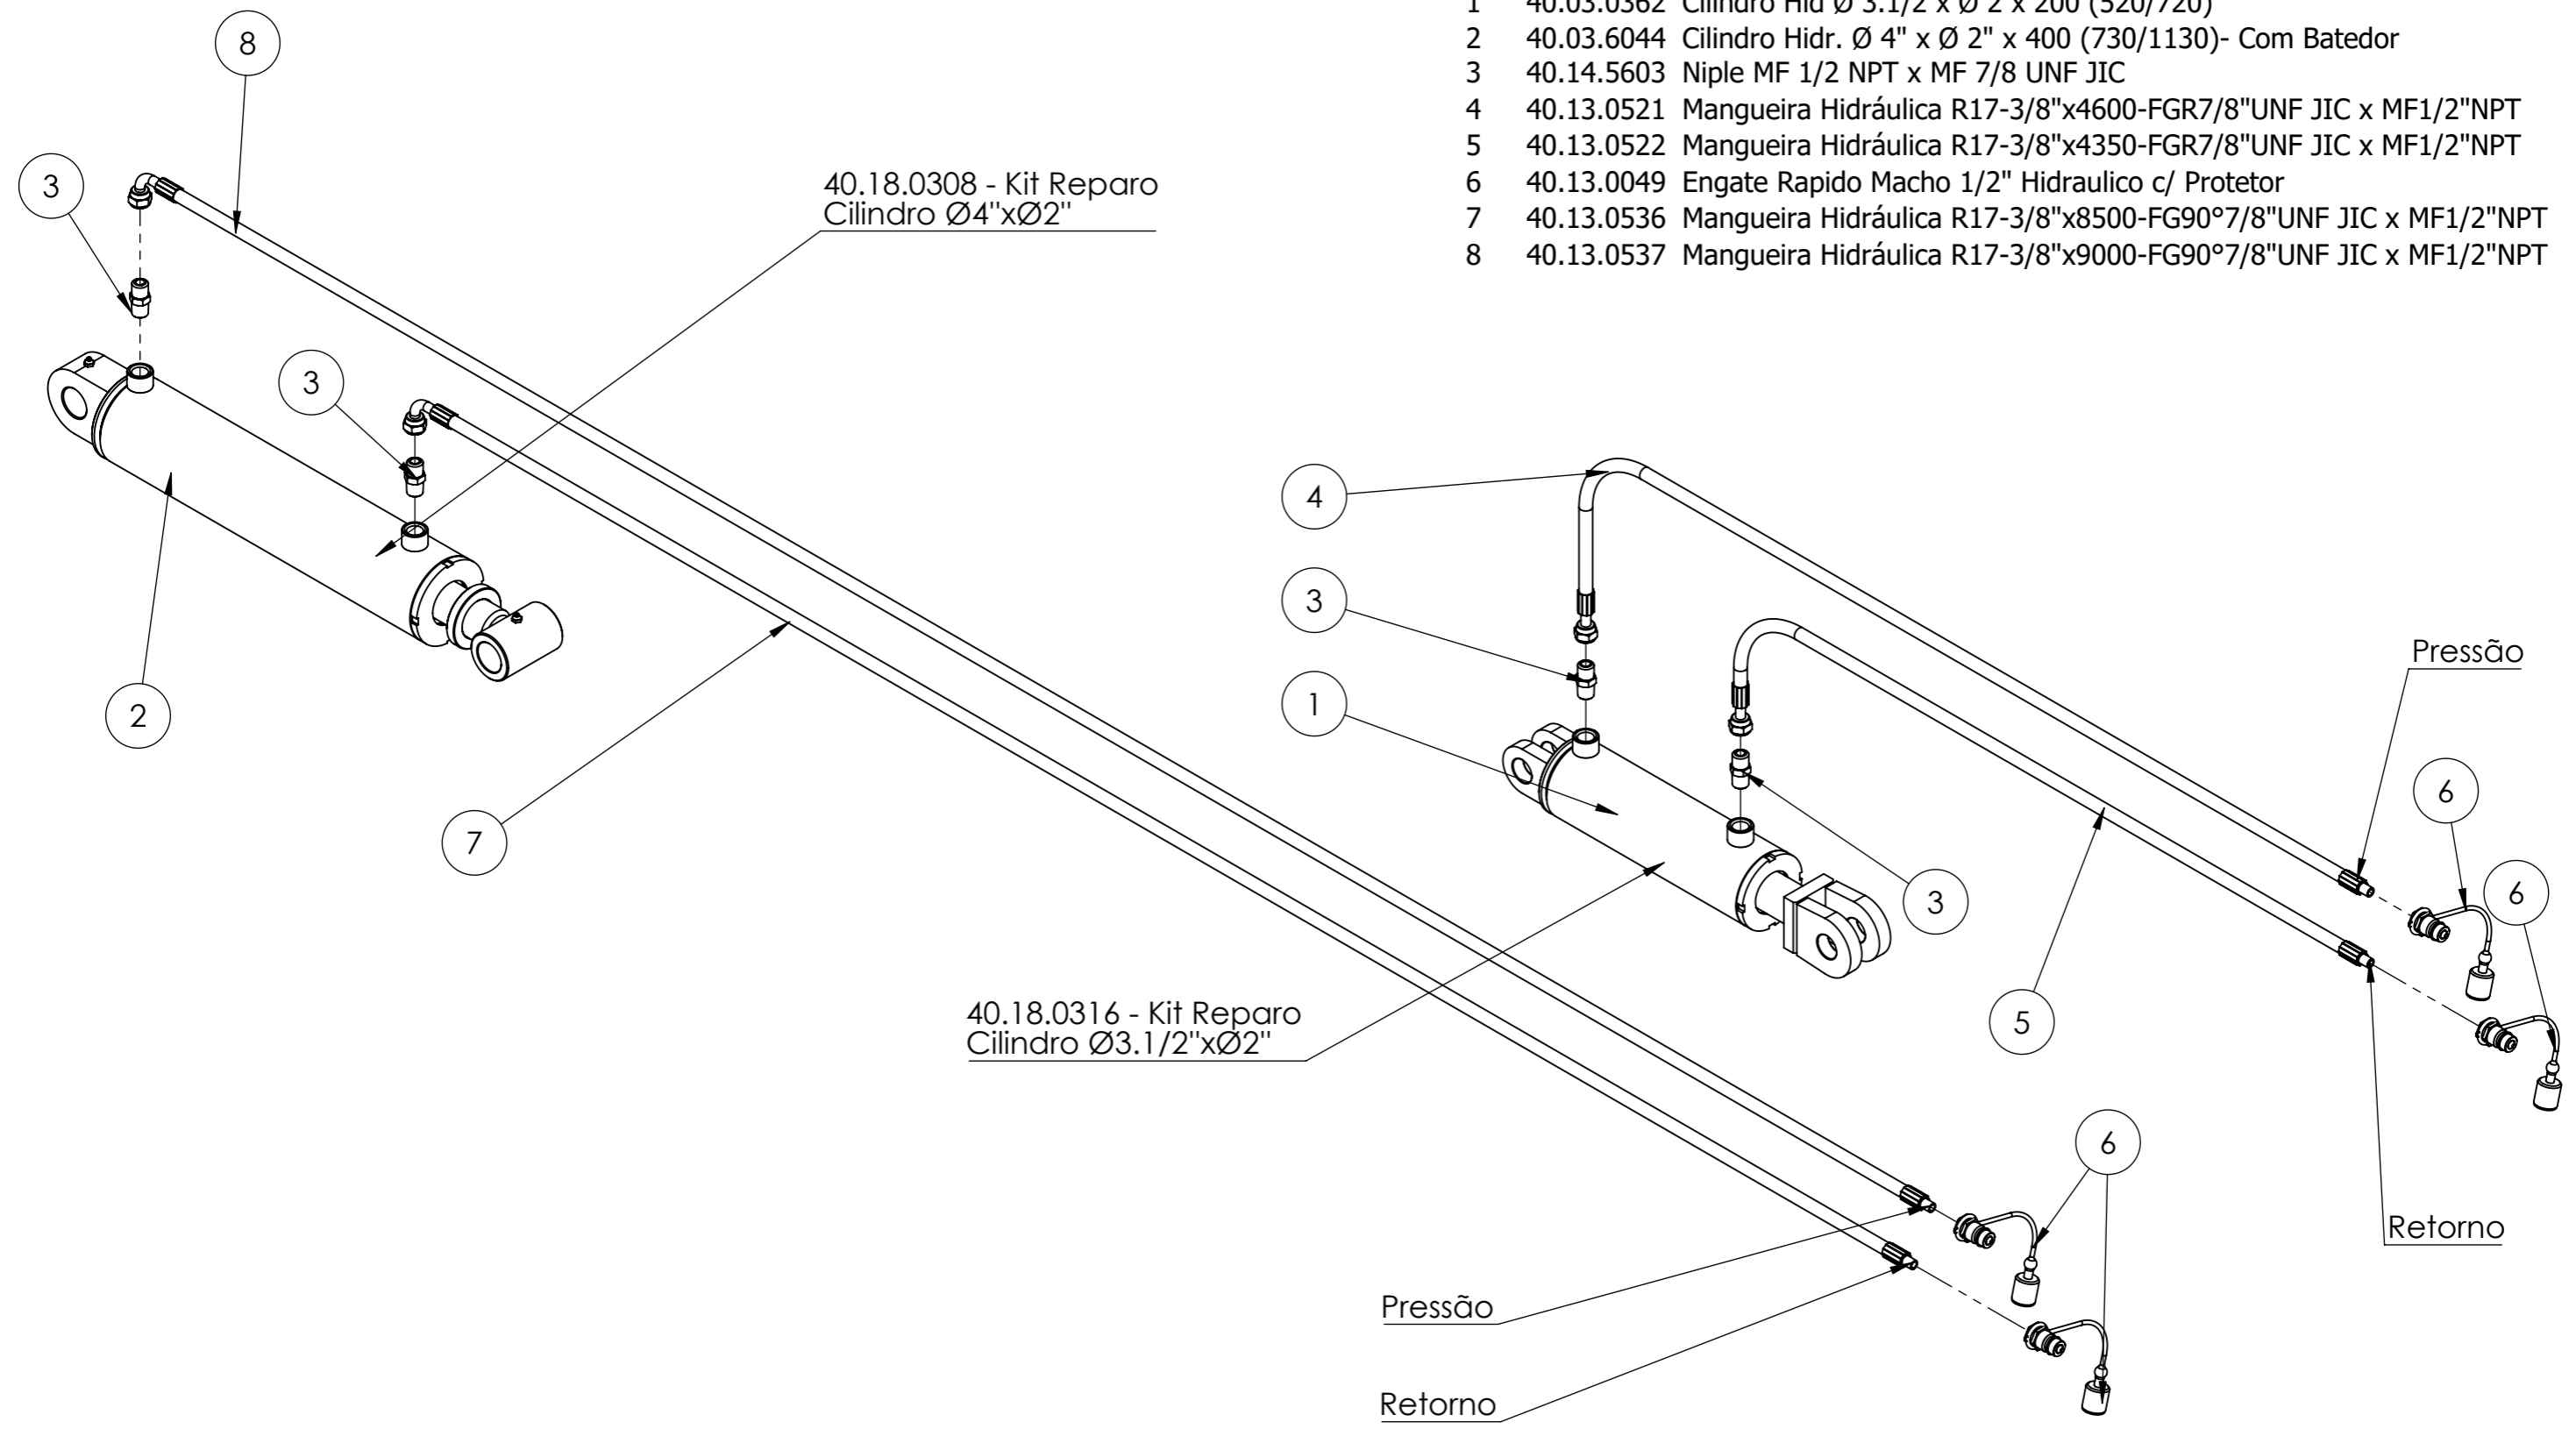 1 40.03.0362 Cilindro Hid Ø 3.1/2 x Ø 2 x 200 (520/720)
2 40.03.6044 Cilindro Hidr. Ø 4" x Ø 2" x 400 (730/1130)- Com Batedor
3 40.14.5603 Niple MF 1/2 NPT x MF 7/8 UNF JIC
4 40.13.0521 Mangueira Hidráulica R17-3/8"x4600-FGR7/8"UNF JIC x MF1/2"NPT
5 40.13.0522 Mangueira Hidráulica R17-3/8"x4350-FGR7/8"UNF JIC x MF1/2"NPT
6 40.13.0049 Engate Rapido Macho 1/2" Hidraulico c/ Protetor
7 40.13.0536 Mangueira Hidráulica R17-3/8"x8500-FG90°7/8"UNF JIC x MF1/2"NPT
8 40.13.0537 Mangueira Hidráulica R17-3/8"x9000-FG90°7/8"UNF JIC x MF1/2"NPT
8
3
40.18.0308 - Kit Reparo
Cilindro Ø4"xØ2"
3
4
3
Pressão
1
2
6
7
6
3
40.18.0316 - Kit Reparo
Cilindro Ø3.1/2"xØ2"
5
6
Retorno
Pressão
Retorno